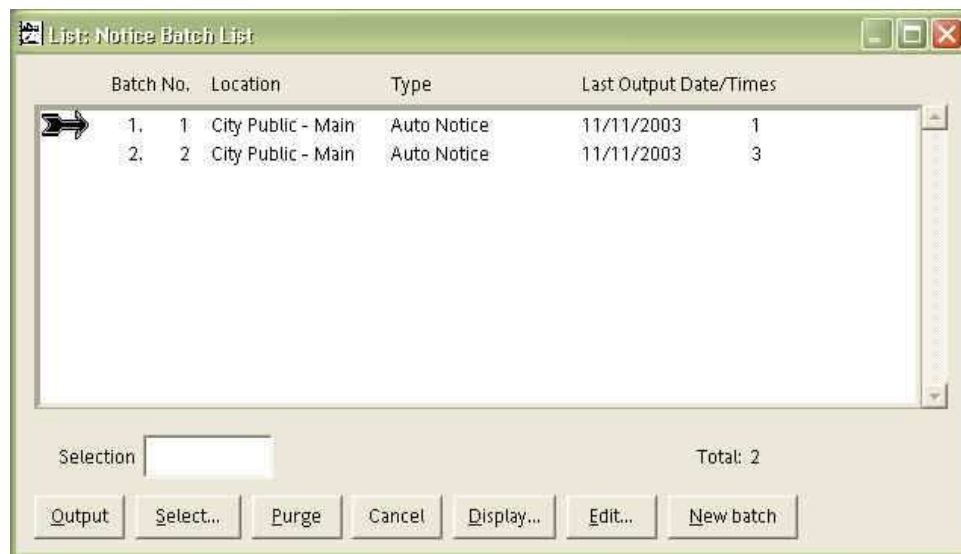 List: Notice Batch List
Batch No. Location Type Last Output Date/Times
1. 1 City Public - Main Auto Notice 11/11/2003 1
2. 2 City Public - Main Auto Notice 11/11/2003 3
Selection Total: 2
Output Select... Purge Cancel Display... Edit... New batch